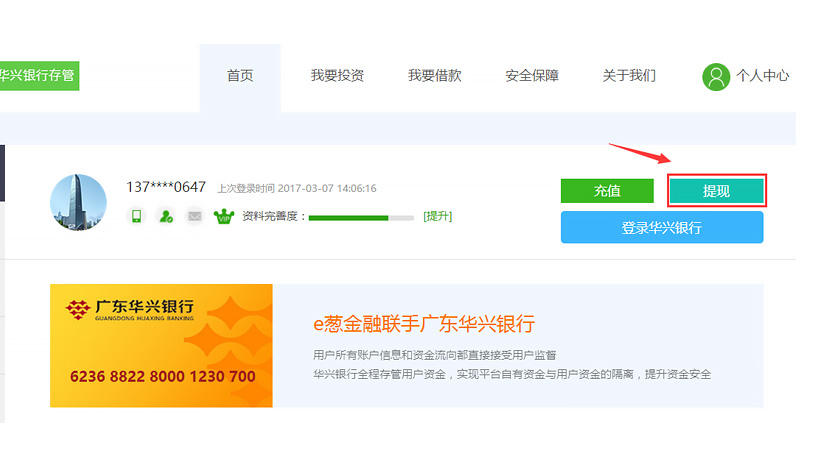 华兴银行存管
首页
我要投资
我要借款
安全保障
关于我们
个人中心
137****0647
上次登录时间 2017-03-07 14:06:16
充值
提现
VIP
资料完善度：
[提升]
登录华兴银行
广东华兴银行
GUANGDONG HUAXING BANKING
6236 8822 8000 1230 700
e葱金融联手广东华兴银行
用户所有账户信息和资金流向都直接接受用户监督
华兴银行全程存管用户资金，实现平台自有资金与用户资金的隔离，提升资金安全